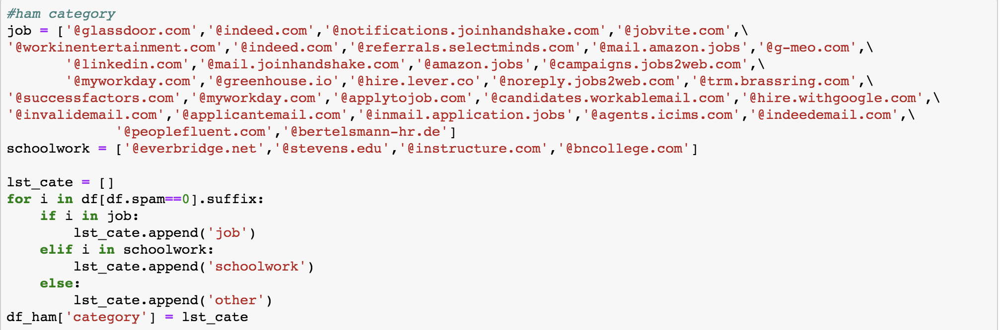 #ham category
job = ['@glassdoor.com','@indeed.com','@notifications.joinhandshake.com','@jobvite.com',\
'@workinentertainment.com','@indeed.com','@referrals.selectminds.com','@mail.amazon.jobs','@g-meo.com',\
       '@linkedin.com','@mail.joinhandshake.com','@amazon.jobs','@campaigns.jobs2web.com',\
       '@myworkday.com','@greenhouse.io','@hire.lever.co','@noreply.jobs2web.com','@trm.brassring.com',\
'@successfactors.com','@myworkday.com','@applytojob.com','@candidates.workablemail.com','@hire.withgoogle.com',\
'@invalidemail.com','@applicantemail.com','@inmail.application.jobs','@agents.icims.com','@indeedemail.com',\
             '@peoplefluent.com','@bertelsmann-hr.de']
schoolwork = ['@everbridge.net','@stevens.edu','@instructure.com','@bncollege.com']

lst_cate = []
for i in df[df.spam==0].suffix:
    if i in job:
        lst_cate.append('job')
    elif i in schoolwork:
        lst_cate.append('schoolwork')
    else:
        lst_cate.append('other')
df_ham['category'] = lst_cate